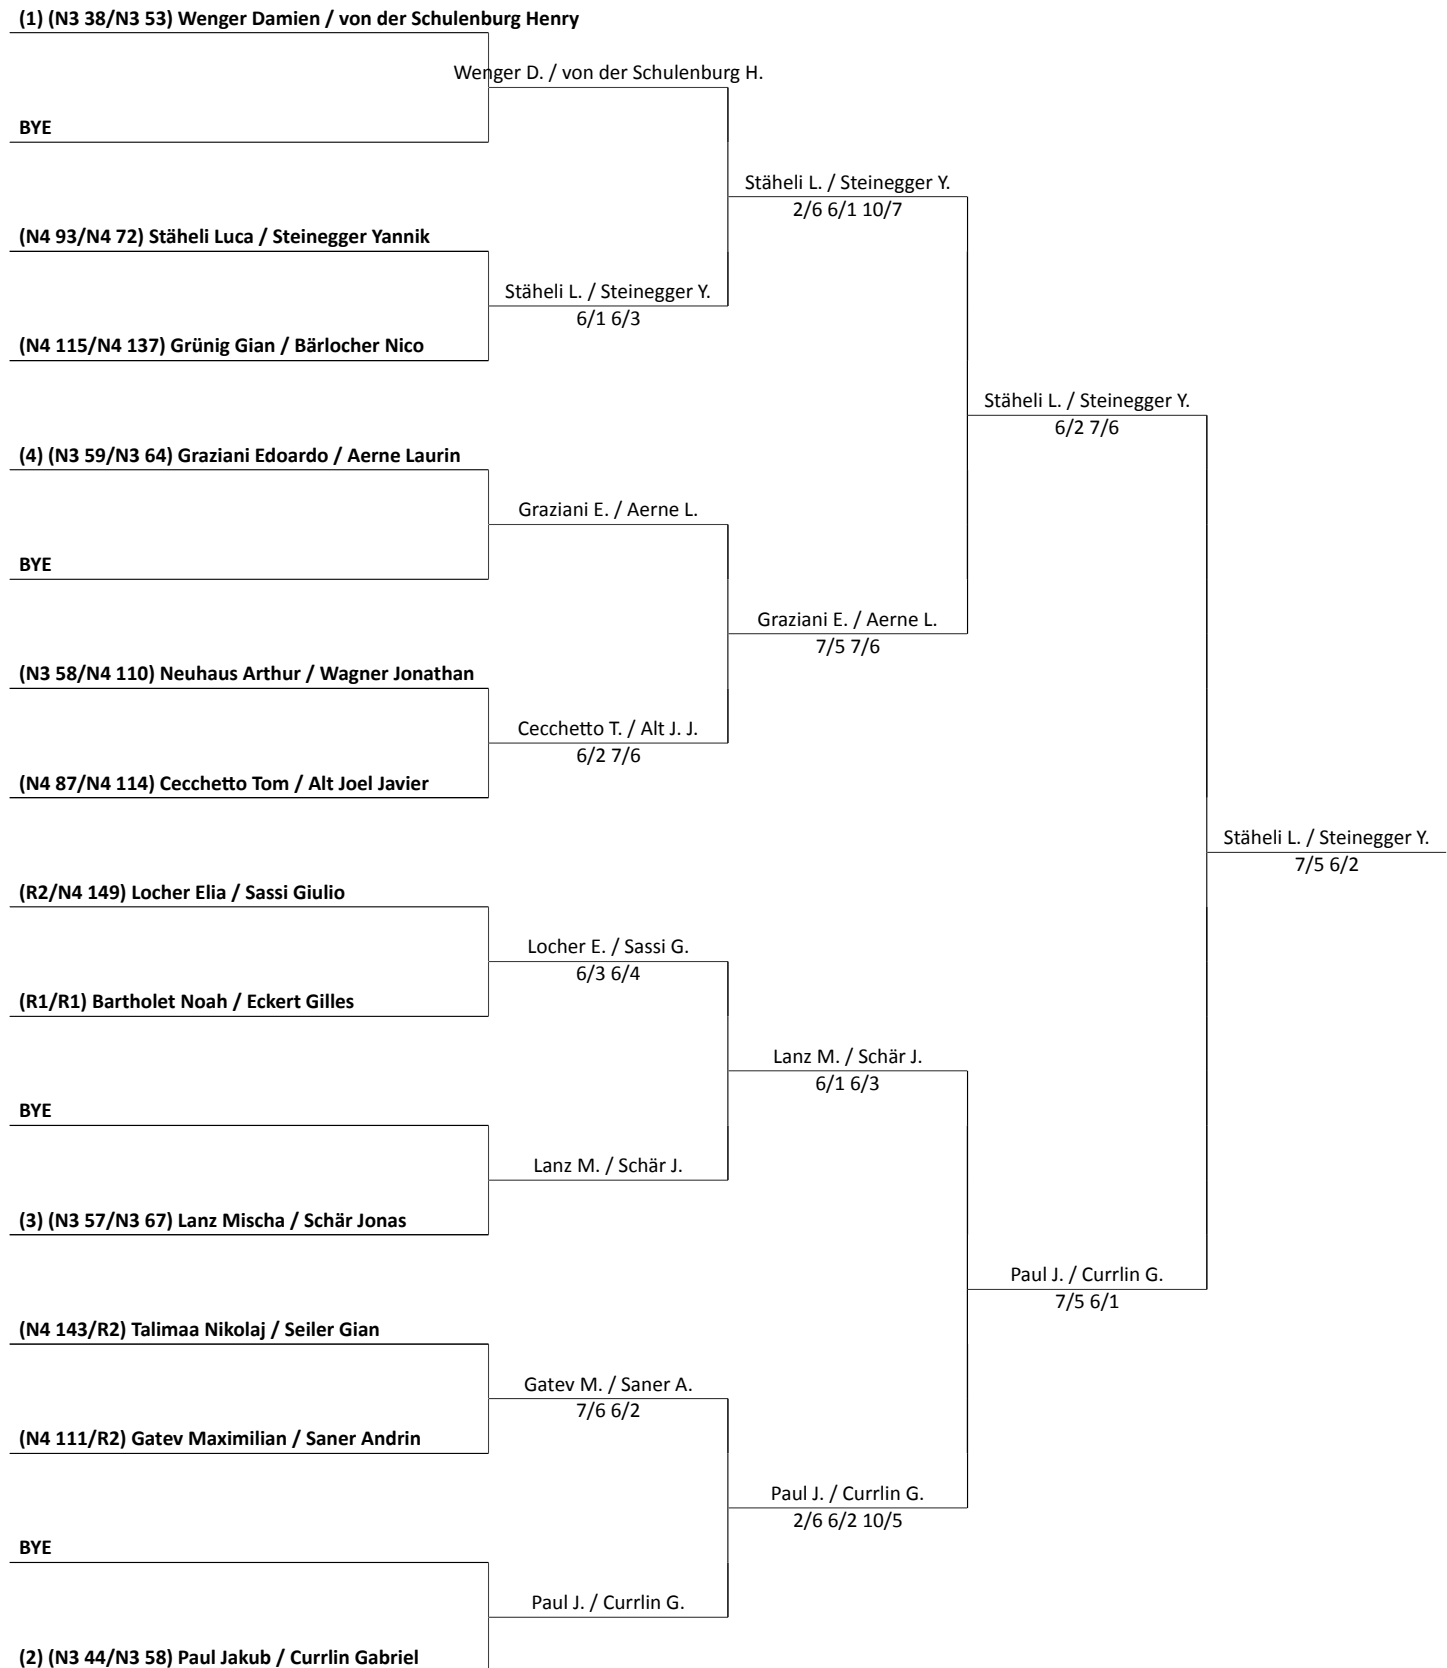 (1) (N3 38/N3 53) Wenger Damien / von der Schulenburg Henry
Wenger D. / von der Schulenburg H.
BYE
Stäheli L. / Steinegger Y.
2/6 6/1 10/7
(N4 93/N4 72) Stäheli Luca / Steinegger Yannik
Stäheli L. / Steinegger Y.
6/1 6/3
(N4 115/N4 137) Grünig Gian / Bärlocher Nico
Stäheli L. / Steinegger Y.
6/2 7/6
(4) (N3 59/N3 64) Graziani Edoardo / Aerne Laurin
Graziani E. / Aerne L.
BYE
Graziani E. / Aerne L.
7/5 7/6
(N3 58/N4 110) Neuhaus Arthur / Wagner Jonathan
Cecchetto T. / Alt J. J.
6/2 7/6
(N4 87/N4 114) Cecchetto Tom / Alt Joel Javier
Stäheli L. / Steinegger Y.
7/5 6/2
(R2/N4 149) Locher Elia / Sassi Giulio
Locher E. / Sassi G.
6/3 6/4
(R1/R1) Bartholet Noah / Eckert Gilles
Lanz M. / Schär J.
6/1 6/3
BYE
Lanz M. / Schär J.
(3) (N3 57/N3 67) Lanz Mischa / Schär Jonas
Paul J. / Currlin G.
7/5 6/1
(N4 143/R2) Talimaa Nikolaj / Seiler Gian
Gatev M. / Saner A.
7/6 6/2
(N4 111/R2) Gatev Maximilian / Saner Andrin
Paul J. / Currlin G.
2/6 6/2 10/5
BYE
Paul J. / Currlin G.
(2) (N3 44/N3 58) Paul Jakub / Currlin Gabriel